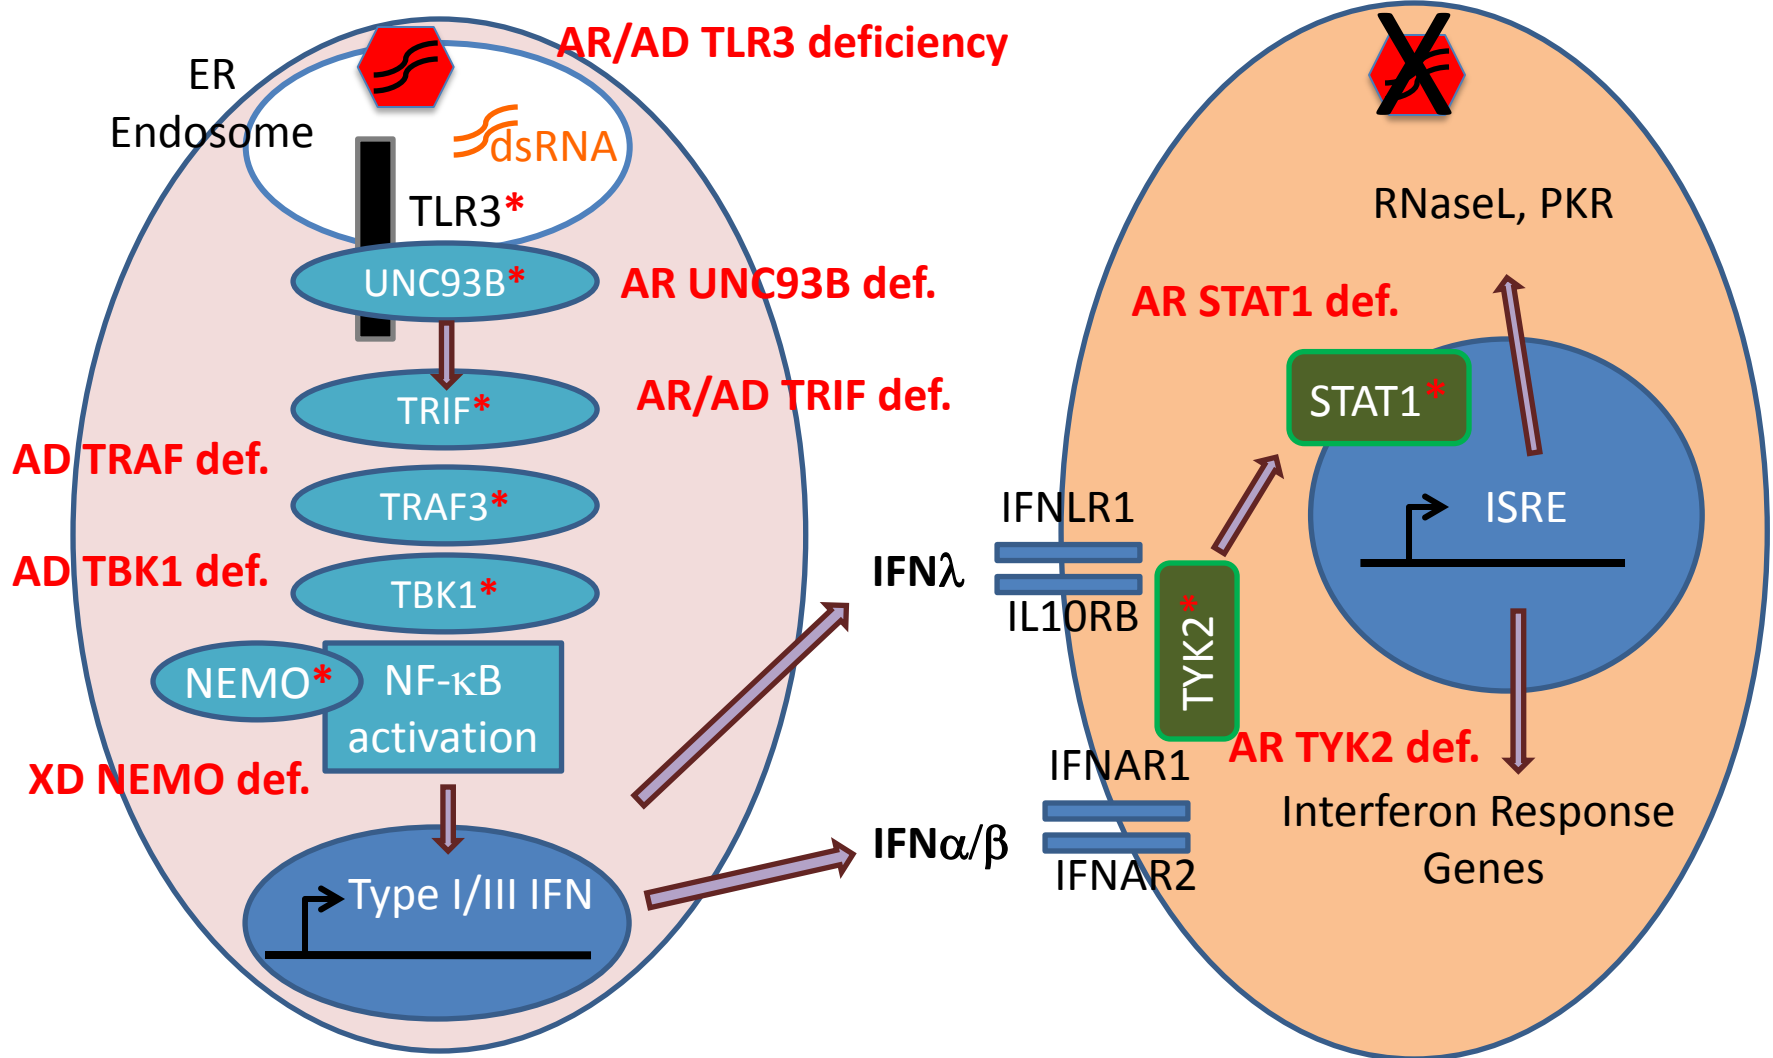 AR/AD TLR3 deficiency
ER
Endosome
dsRNA
TLR3*
UNC93B*
AR UNC93B def.
TRIF*
AR/AD TRIF def.
AD TRAF def.
TRAF3*
AD TBK1 def.
TBK1*
NEMO*
NF-κB
activation
XD NEMO def.
Type I/III IFN
IFNλ
IFNα/β
IFNLR1
IL10RB
TYK2*
AR TYK2 def.
IFNAR1
IFNAR2
AR STAT1 def.
STAT1*
RNaseL, PKR
ISRE
Interferon Response
Genes